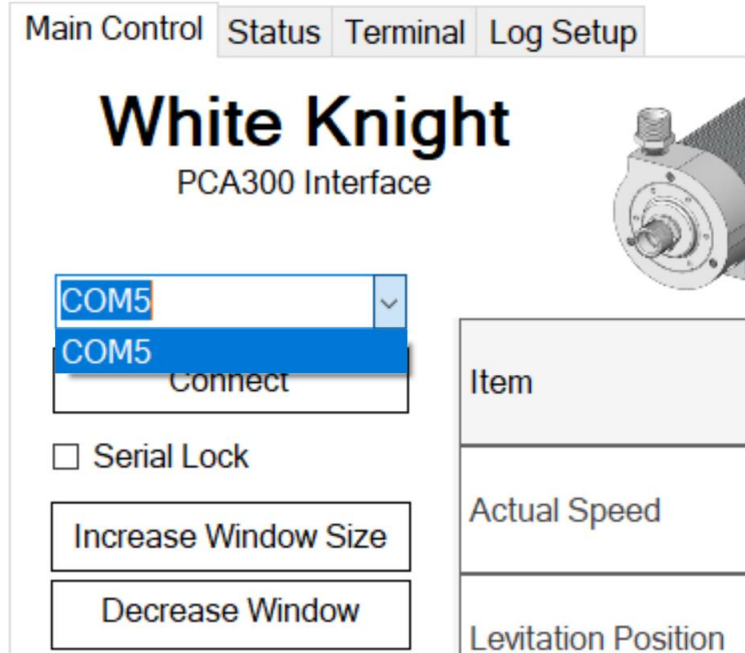 Main Control Status Terminal Log Setup
White Knight
PCA300 Interface
COM5
COM5
Connect
Serial Lock
Increase Window Size
Decrease Window
Item
Actual Speed
Levitation Position